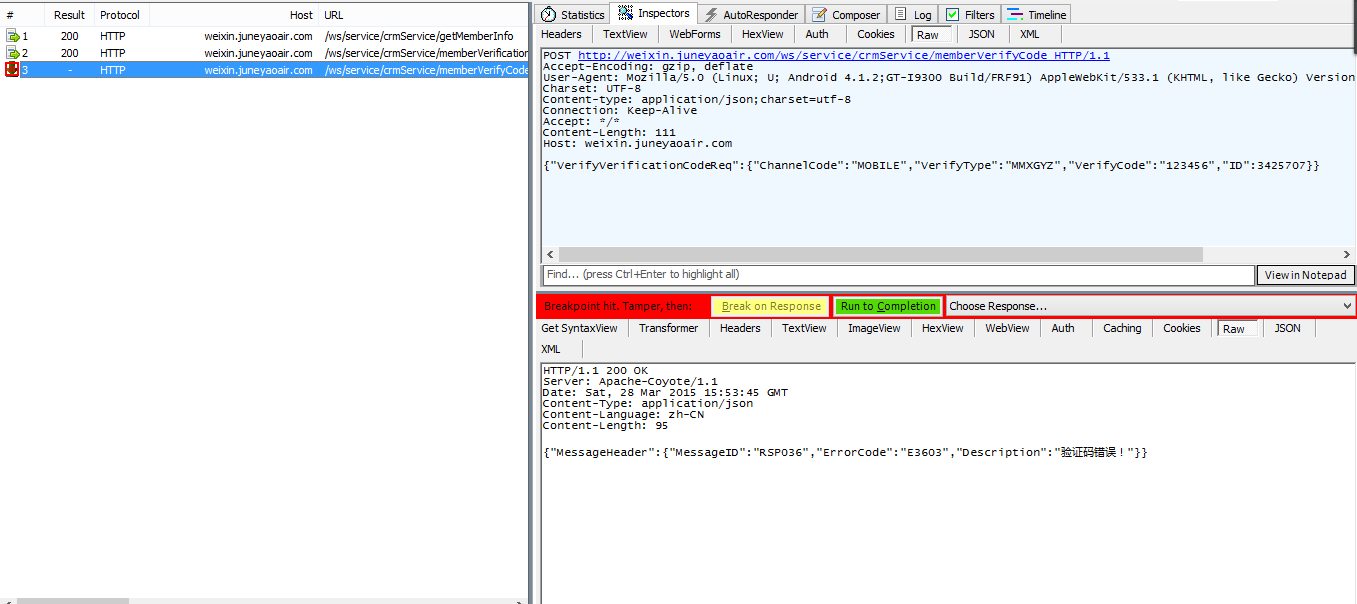 # Result Protocol Host URL
1 200 HTTP weixin.juneyaoair.com /ws/service/crmService/getMemberInfo
2 200 HTTP weixin.juneyaoair.com /ws/service/crmService/memberVerification
3 - HTTP weixin.juneyaoair.com /ws/service/crmService/memberVerifyCode
Statistics Inspectors AutoResponder Composer Log Filters Timeline
Headers TextView WebForms HexView Auth Cookies Raw JSON XML
POST http://weixin.juneyaoair.com/ws/service/crmService/memberVerifyCode HTTP/1.1
Accept-Encoding: gzip, deflate
User-Agent: Mozilla/5.0 (Linux; U; Android 4.1.2;GT-I9300 Build/FRF91) AppleWebKit/533.1 (KHTML, like Gecko) Version
Charset: UTF-8
Content-type: application/json;charset=utf-8
Connection: Keep-Alive
Accept: */*
Content-Length: 111
Host: weixin.juneyaoair.com
{"VerifyVerificationCodeReq":{"ChannelCode":"MOBILE","VerifyType":"MMXGYZ","VerifyCode":"123456","ID":3425707}}
Find... (press Ctrl+Enter to highlight all) View in Notepad
Breakpoint hit. Tamper, then: Break on Response Run to Completion Choose Response...
Get SyntaxView Transformer Headers TextView ImageView HexView WebView Auth Caching Cookies Raw JSON
XML
HTTP/1.1 200 OK
Server: Apache-Coyote/1.1
Date: Sat, 28 Mar 2015 15:53:45 GMT
Content-Type: application/json
Content-Language: zh-CN
Content-Length: 95
{"MessageHeader":{"MessageID":"RSP036","ErrorCode":"E3603","Description":"验证码错误！"}}